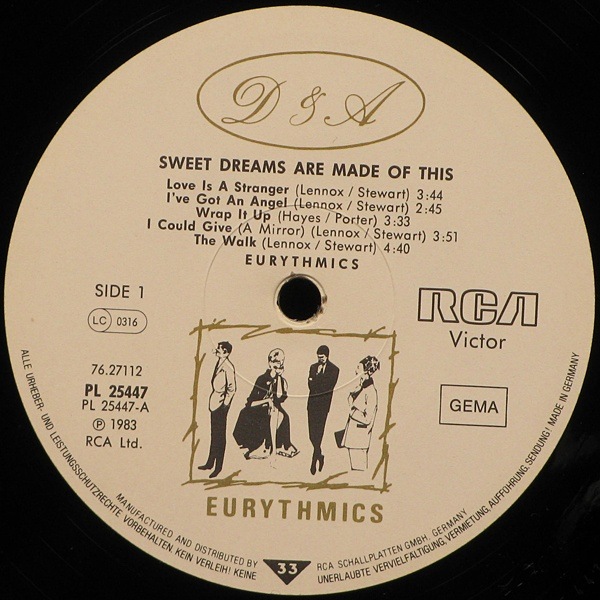 D & A
SWEET DREAMS ARE MADE OF THIS
Love Is A Stranger (Lennox / Stewart) 3:44
I've Got An Angel (Lennox / Stewart) 2:45
Wrap It Up (Hayes / Porter) 3:33
I Could Give (A Mirror) (Lennox / Stewart) 3:51
The Walk (Lennox / Stewart) 4:40
EURYTHMICS
SIDE 1
LC 0316
RCA
Victor
76.27112
PL 25447
PL 25447-A
℗ 1983
RCA Ltd.
GEMA
EURYTHMICS
MANUFACTURED AND DISTRIBUTED BY
33
RCA SCHALLPLATTEN GMBH, GERMANY
ALLE URHEBER- UND LEISTUNGSSCHUTZRECHTE VORBEHALTEN. KEIN VERLEIH! KEINE
UNERLAUBTE VERVIELFALTIGUNG, VERMIETUNG, AUFFÜHRUNG, SENDUNG! MADE IN GERMANY